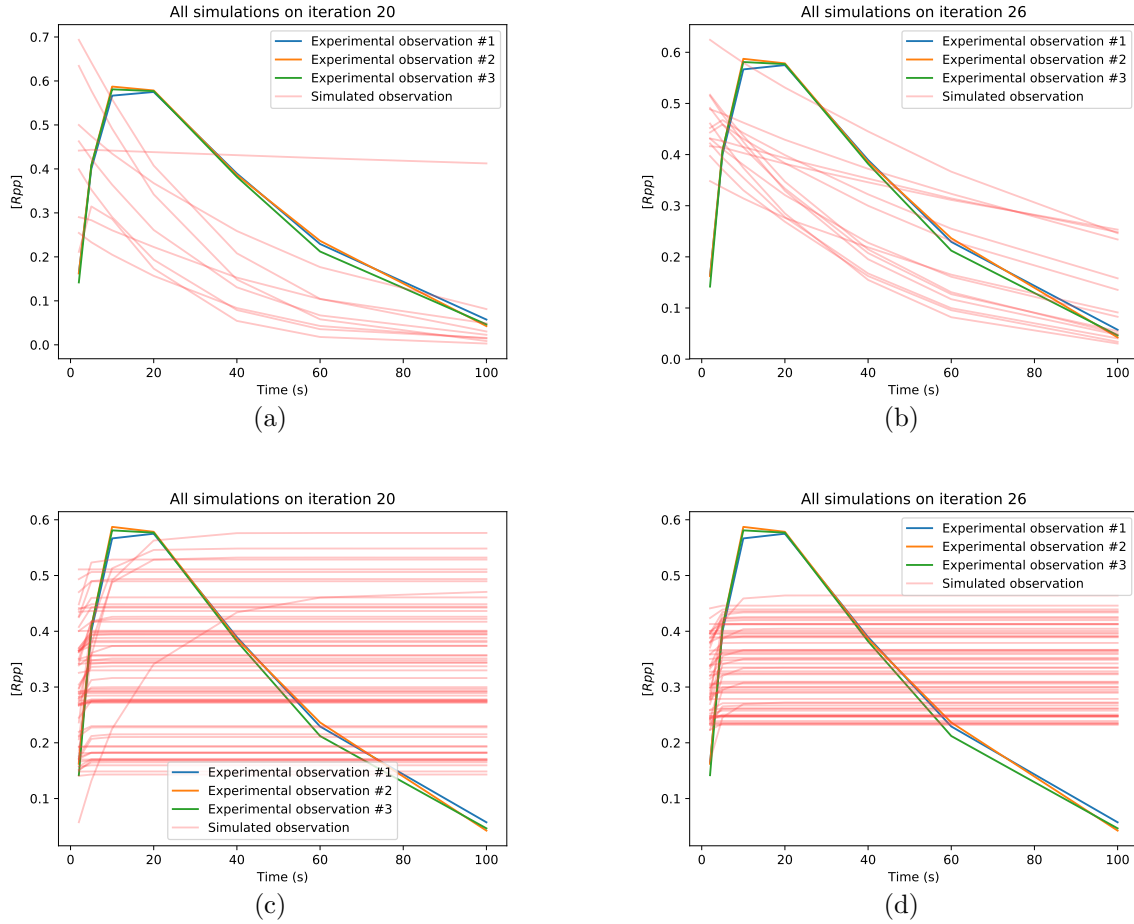 All simulations on iteration 20
0.7
0.6
0.5
0.4
0.3
0.2
0.1
0.0
[Rpp]
Experimental observation #1
Experimental observation #2
Experimental observation #3
Simulated observation
0 20 40 60 80 100
Time (s)
(a)
All simulations on iteration 26
0.6
0.5
0.4
0.3
0.2
0.1
0.0
[Rpp]
Experimental observation #1
Experimental observation #2
Experimental observation #3
Simulated observation
0 20 40 60 80 100
Time (s)
(b)
All simulations on iteration 20
0.6
0.5
0.4
0.3
0.2
0.1
[Rpp]
Experimental observation #1
Experimental observation #2
Experimental observation #3
Simulated observation
0 20 40 60 80 100
Time (s)
(c)
All simulations on iteration 26
0.6
0.5
0.4
0.3
0.2
0.1
[Rpp]
Experimental observation #1
Experimental observation #2
Experimental observation #3
Simulated observation
0 20 40 60 80 100
Time (s)
(d)